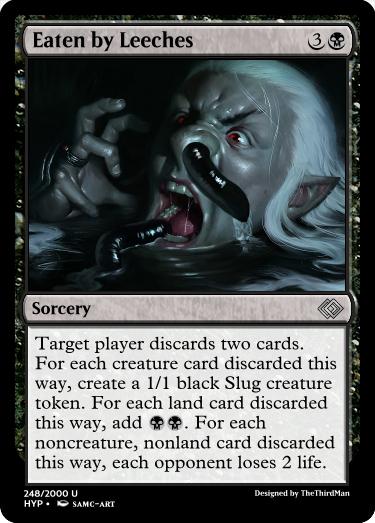 Eaten by Leeches 3
Sorcery
Target player discards two cards.
For each creature card discarded this
way, create a 1/1 black Slug creature
token. For each land card discarded
this way, add . For each
noncreature, nonland card discarded
this way, each opponent loses 2 life.
248/2000 U
HYP • SAMC-ART
Designed by TheThirdMan